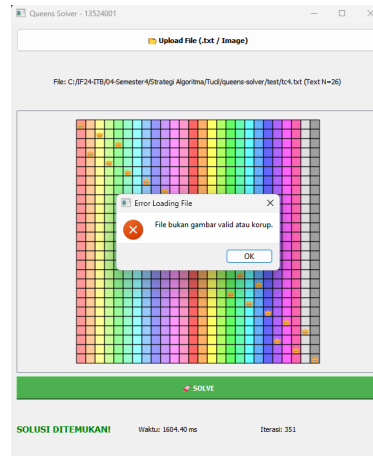 Queens Solver - 13524001
Upload File (.txt / Image)
File: C:/IF24-ITB/04-Semester4/Strategi Algoritma/Tucil/queens-solver/test/tc4.txt (Text N=26)
Error Loading File
File bukan gambar valid atau korup.
OK
SOLVE
SOLUSI DITEMUKAN!
Waktu: 1604.40 ms
Iterasi: 351